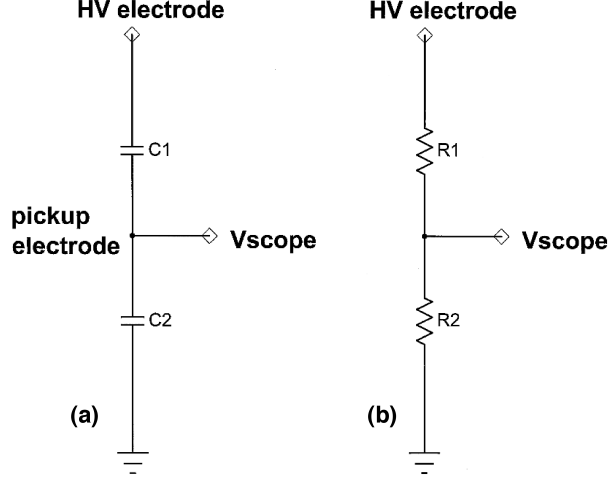 HV electrode
HV electrode
C1
R1
pickup
electrode
Vscope
Vscope
C2
R2
(a)
(b)